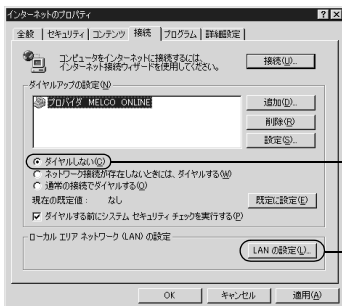 インターネットのプロパティ
全般 セキュリティ コンテンツ 接続 プログラム 詳細設定
コンピュータをインターネットに接続するには、
インターネット接続ウィザードを使用してください。
接続(U)...
ダイヤルアップの設定(N)
プロバイダ MELCO ONLINE
追加(D)...
削除(R)
設定(S)...
ダイヤルしない(C)
ネットワーク接続が存在しないときには、ダイヤルする(W)
通常の接続でダイヤルする(O)
現在の既定値: なし
既定に設定(E)
ダイヤルする前にシステム セキュリティ チェックを実行する(P)
ローカル エリア ネットワーク (LAN) の設定
LAN の設定(L)...
OK キャンセル 適用(A)